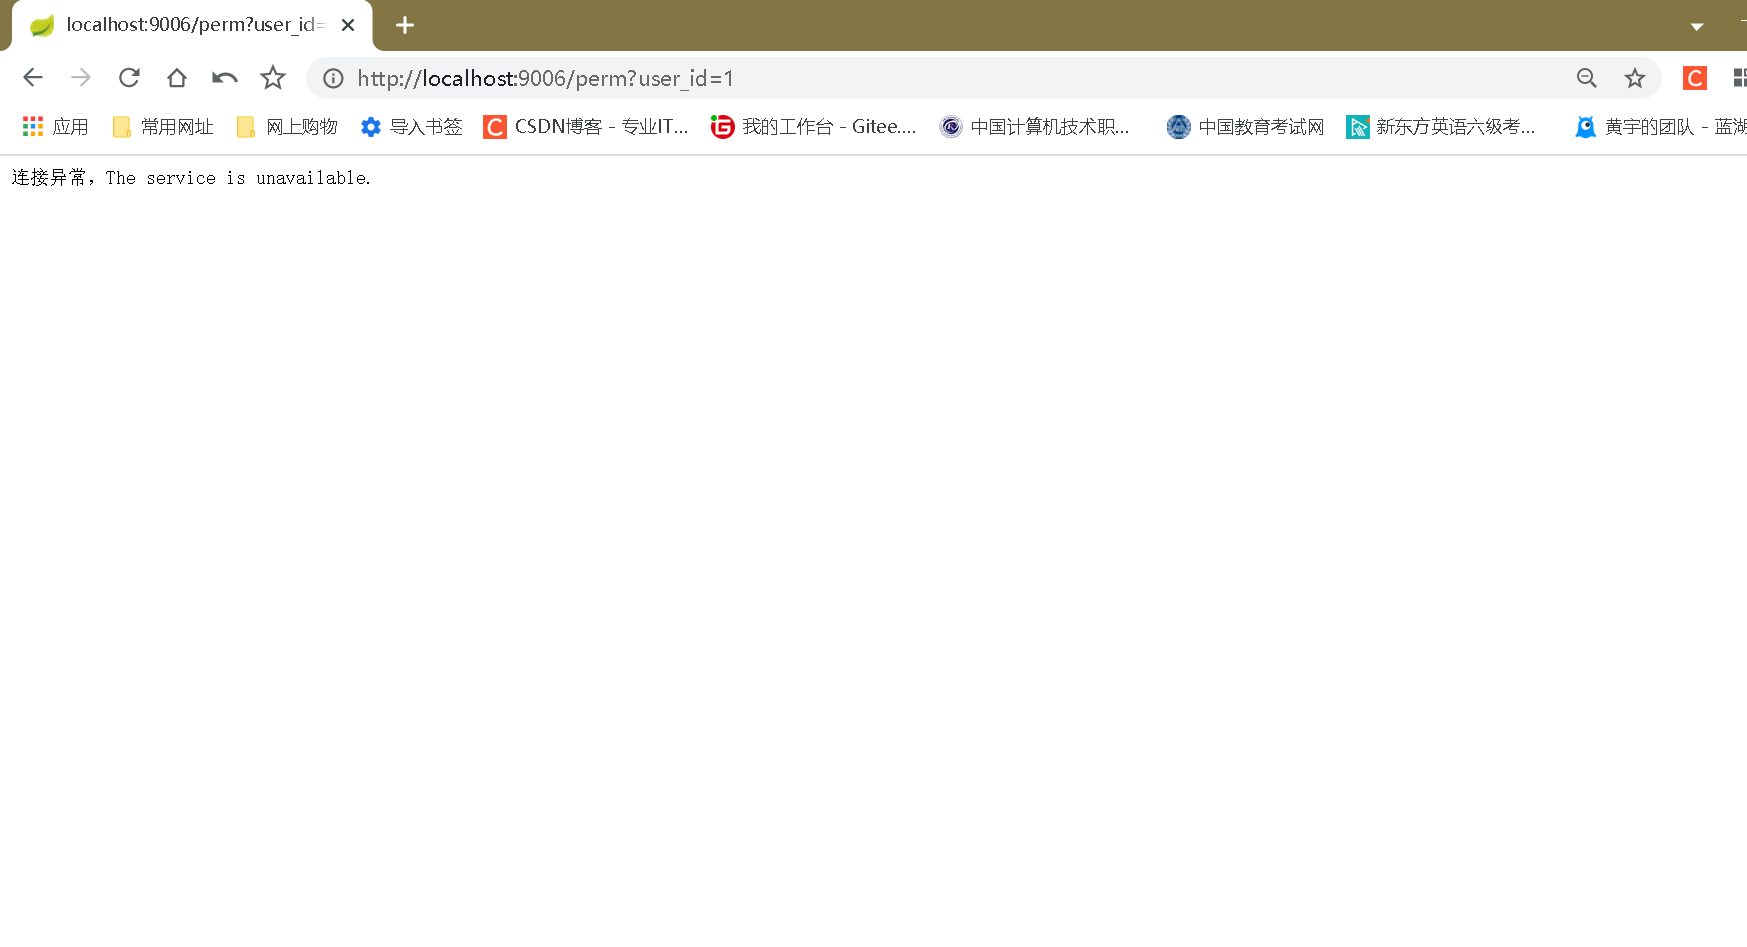 localhost:9006/perm?user_id=
http://localhost:9006/perm?user_id=1
应用 常用网址 网上购物 导入书签 CSDN博客 - 专业IT... 我的工作台 - Gitee.... 中国计算机技术职... 中国教育考试网 新东方英语六级考... 黄宇的团队 - 蓝湖
连接异常，The service is unavailable.